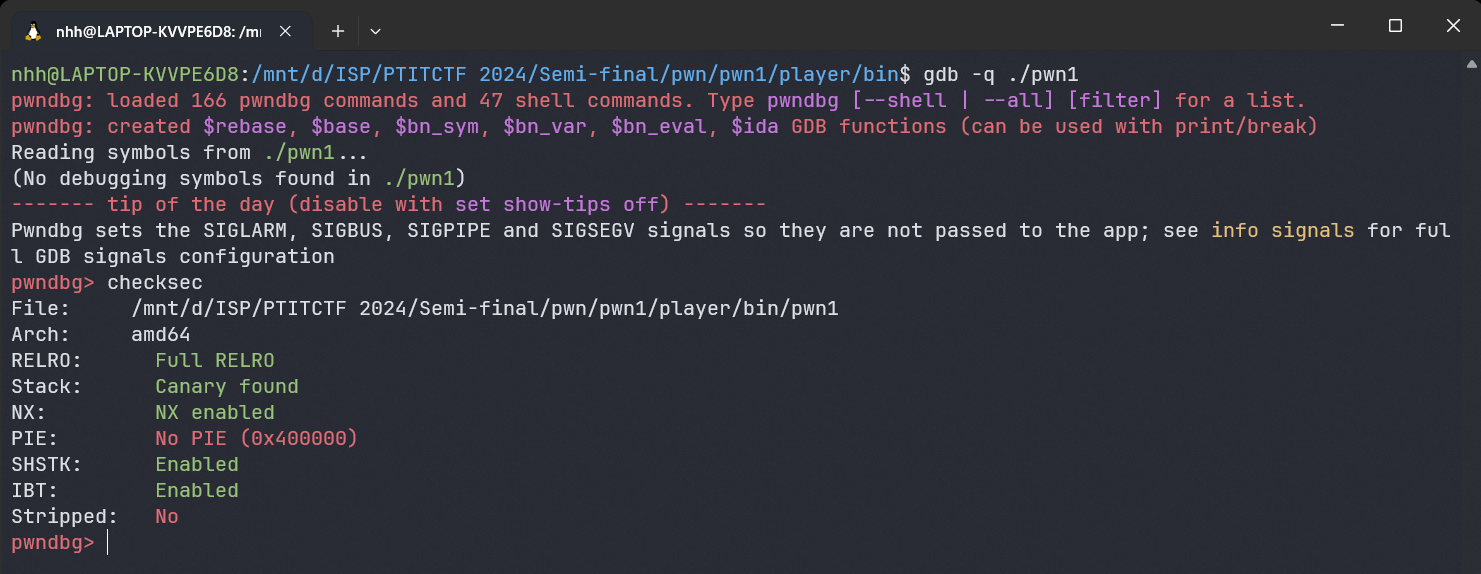 nhh@LAPTOP-KVVPE6D8: /mı
nhh@LAPTOP-KVVPE6D8:/mnt/d/ISP/PTITCTF 2024/Semi-final/pwn/pwn1/player/bin$ gdb -q ./pwn1
pwndbg: loaded 166 pwndbg commands and 47 shell commands. Type pwndbg [--shell | --all] [filter] for a list.
pwndbg: created $rebase, $base, $bn_sym, $bn_var, $bn_eval, $ida GDB functions (can be used with print/break)
Reading symbols from ./pwn1...
(No debugging symbols found in ./pwn1)
------- tip of the day (disable with set show-tips off) -------
Pwndbg sets the SIGLARM, SIGBUS, SIGPIPE and SIGSEGV signals so they are not passed to the app; see info signals for ful
l GDB signals configuration
pwndbg> checksec
File:     /mnt/d/ISP/PTITCTF 2024/Semi-final/pwn/pwn1/player/bin/pwn1
Arch:     amd64
RELRO:      Full RELRO
Stack:      Canary found
NX:         NX enabled
PIE:        No PIE (0x400000)
SHSTK:      Enabled
IBT:        Enabled
Stripped:   No
pwndbg>